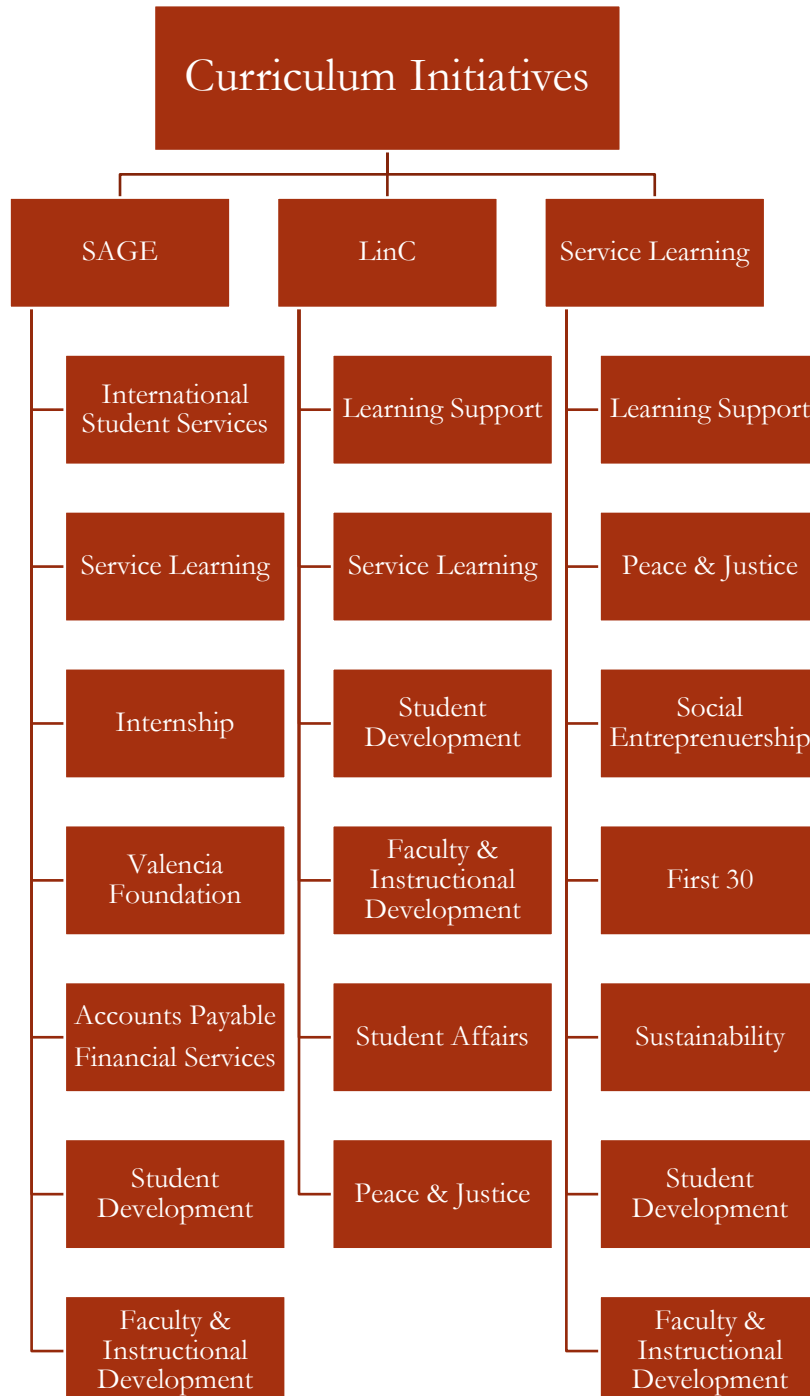 Curriculum Initiatives
SAGE
International
Student Services
Service Learning
Internship
Valencia
Foundation
Accounts Payable
Financial Services
Student
Development
Faculty &
Instructional
Development
LinC
Learning Support
Service Learning
Student
Development
Faculty &
Instructional
Development
Student Affairs
Peace & Justice
Service Learning
Learning Support
Peace & Justice
Social
Entreprenuership
First 30
Sustainability
Student
Development
Faculty &
Instructional
Development